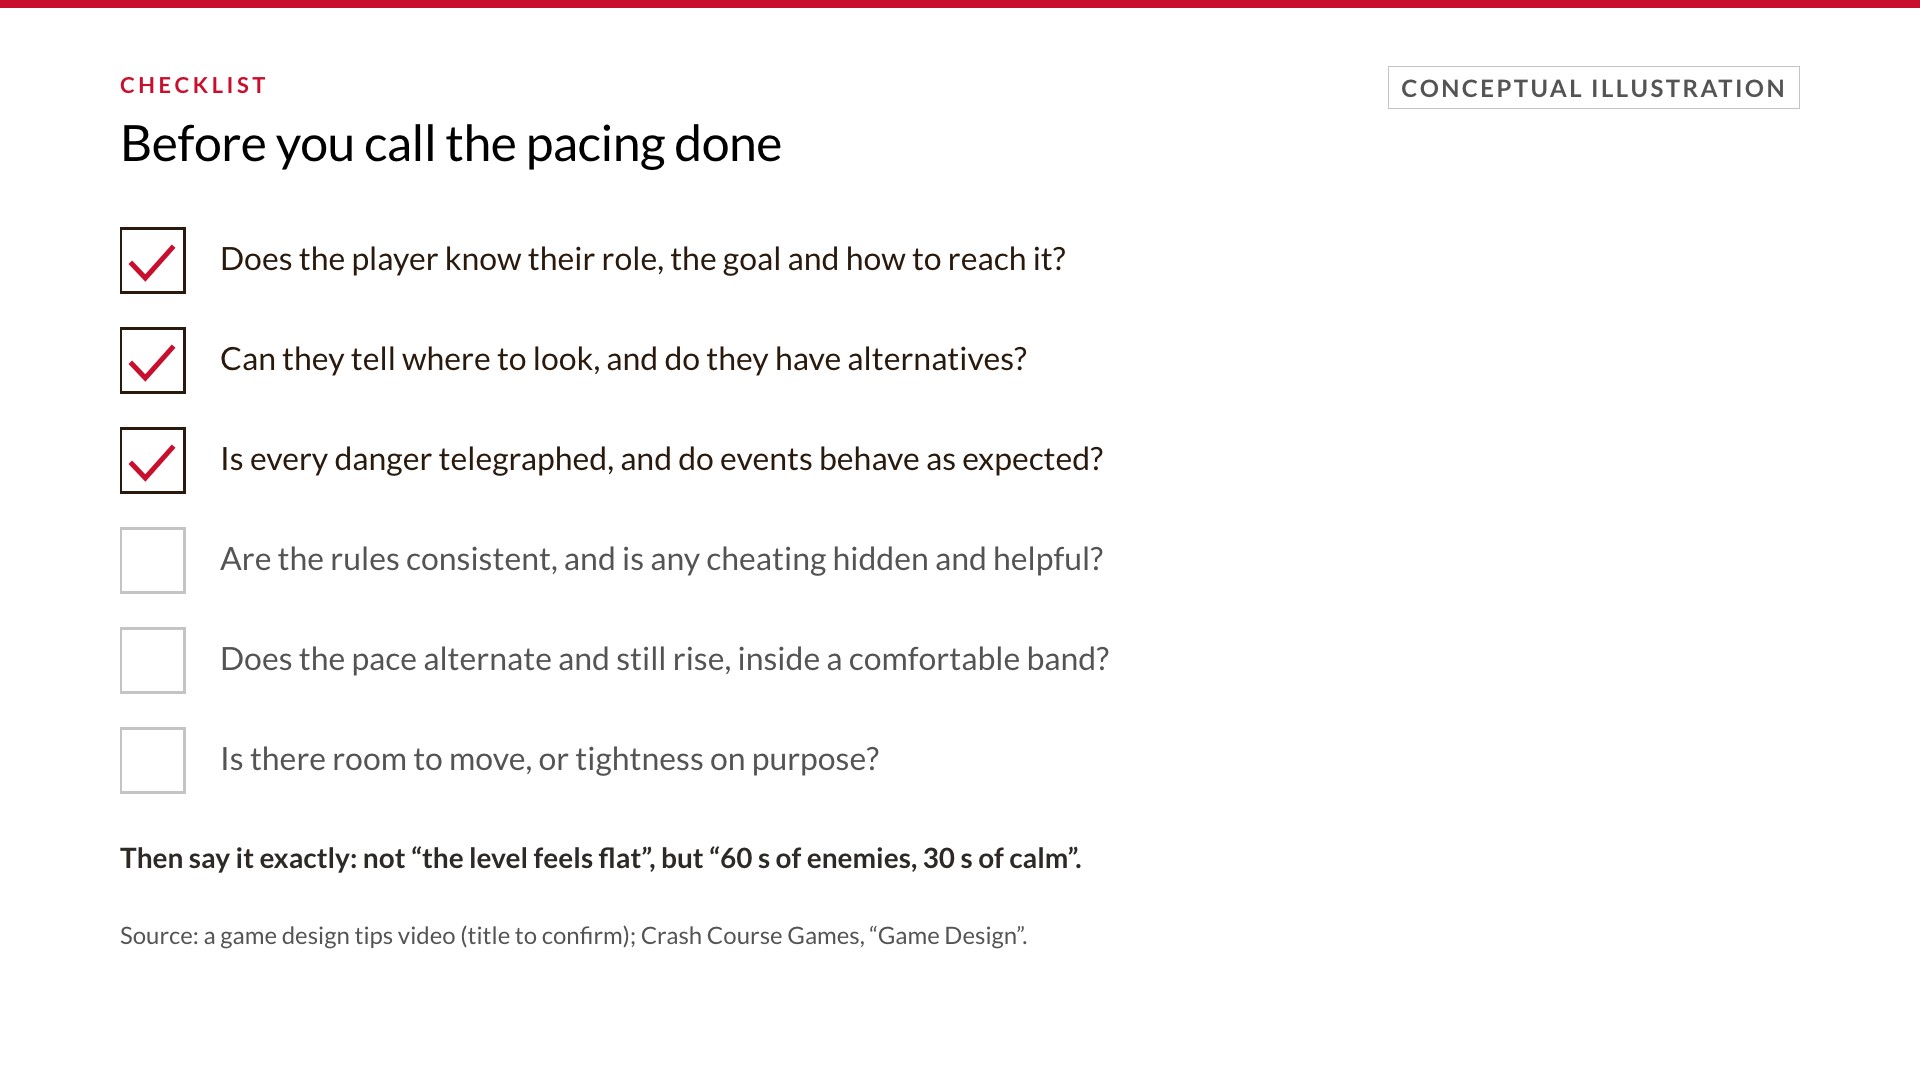 CHECKLIST
CONCEPTUAL ILLUSTRATION
Before you call the pacing done
Does the player know their role, the goal and how to reach it?
Can they tell where to look, and do they have alternatives?
Is every danger telegraphed, and do events behave as expected?
Are the rules consistent, and is any cheating hidden and helpful?
Does the pace alternate and still rise, inside a comfortable band?
Is there room to move, or tightness on purpose?
Then say it exactly: not “the level feels flat”, but “60 s of enemies, 30 s of calm”.
Source: a game design tips video (title to confirm); Crash Course Games, “Game Design”.